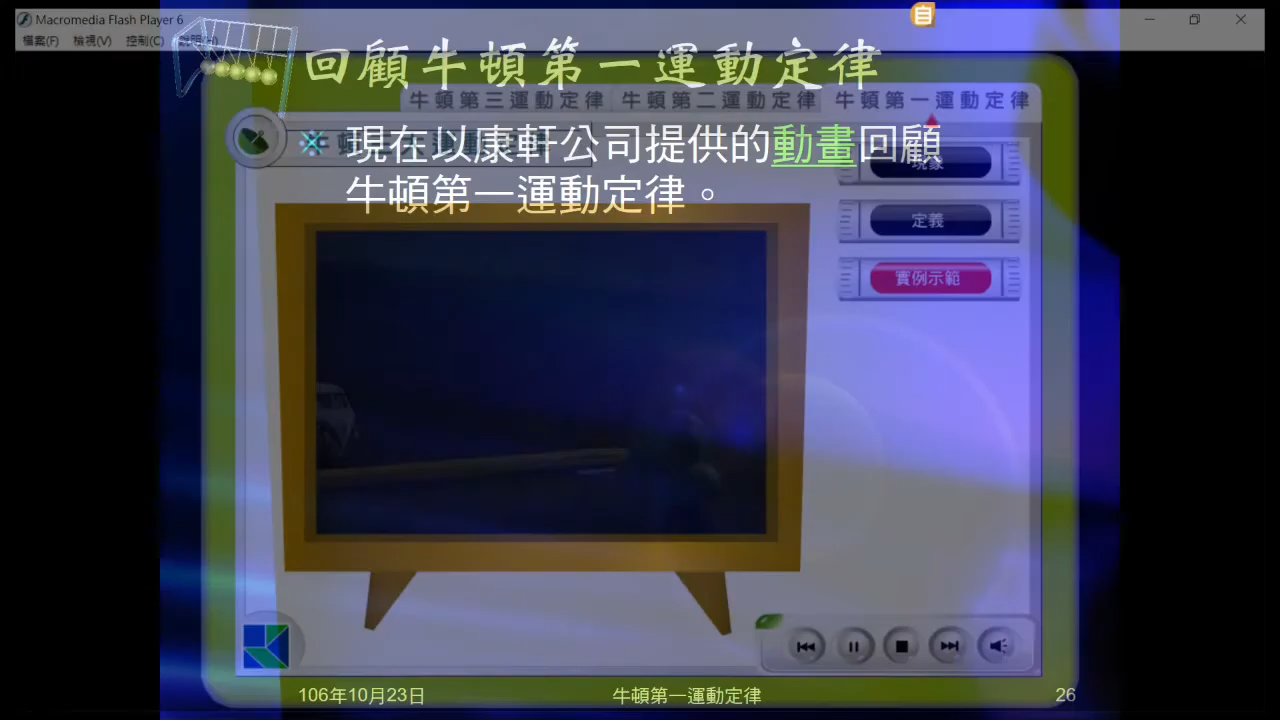 Macromedia Flash Player 6
檔案(F) 檢視(V) 控制(C)
回顧牛頓第一運動定律
牛頓第三運動定律 牛頓第二運動定律 牛頓第一運動定律
現在以康軒公司提供的動畫回顧
牛頓第一運動定律。
現象
定義
實例示範
106年10月23日 牛頓第一運動定律 26